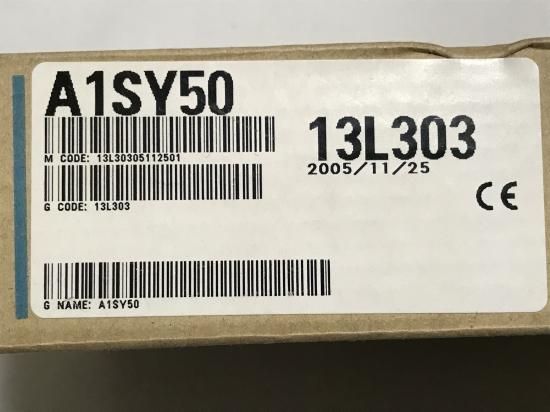 A1SY50
M CODE: 13L30305112501
13L303
2005/11/25
G CODE: 13L303
CE
G NAME: A1SY50